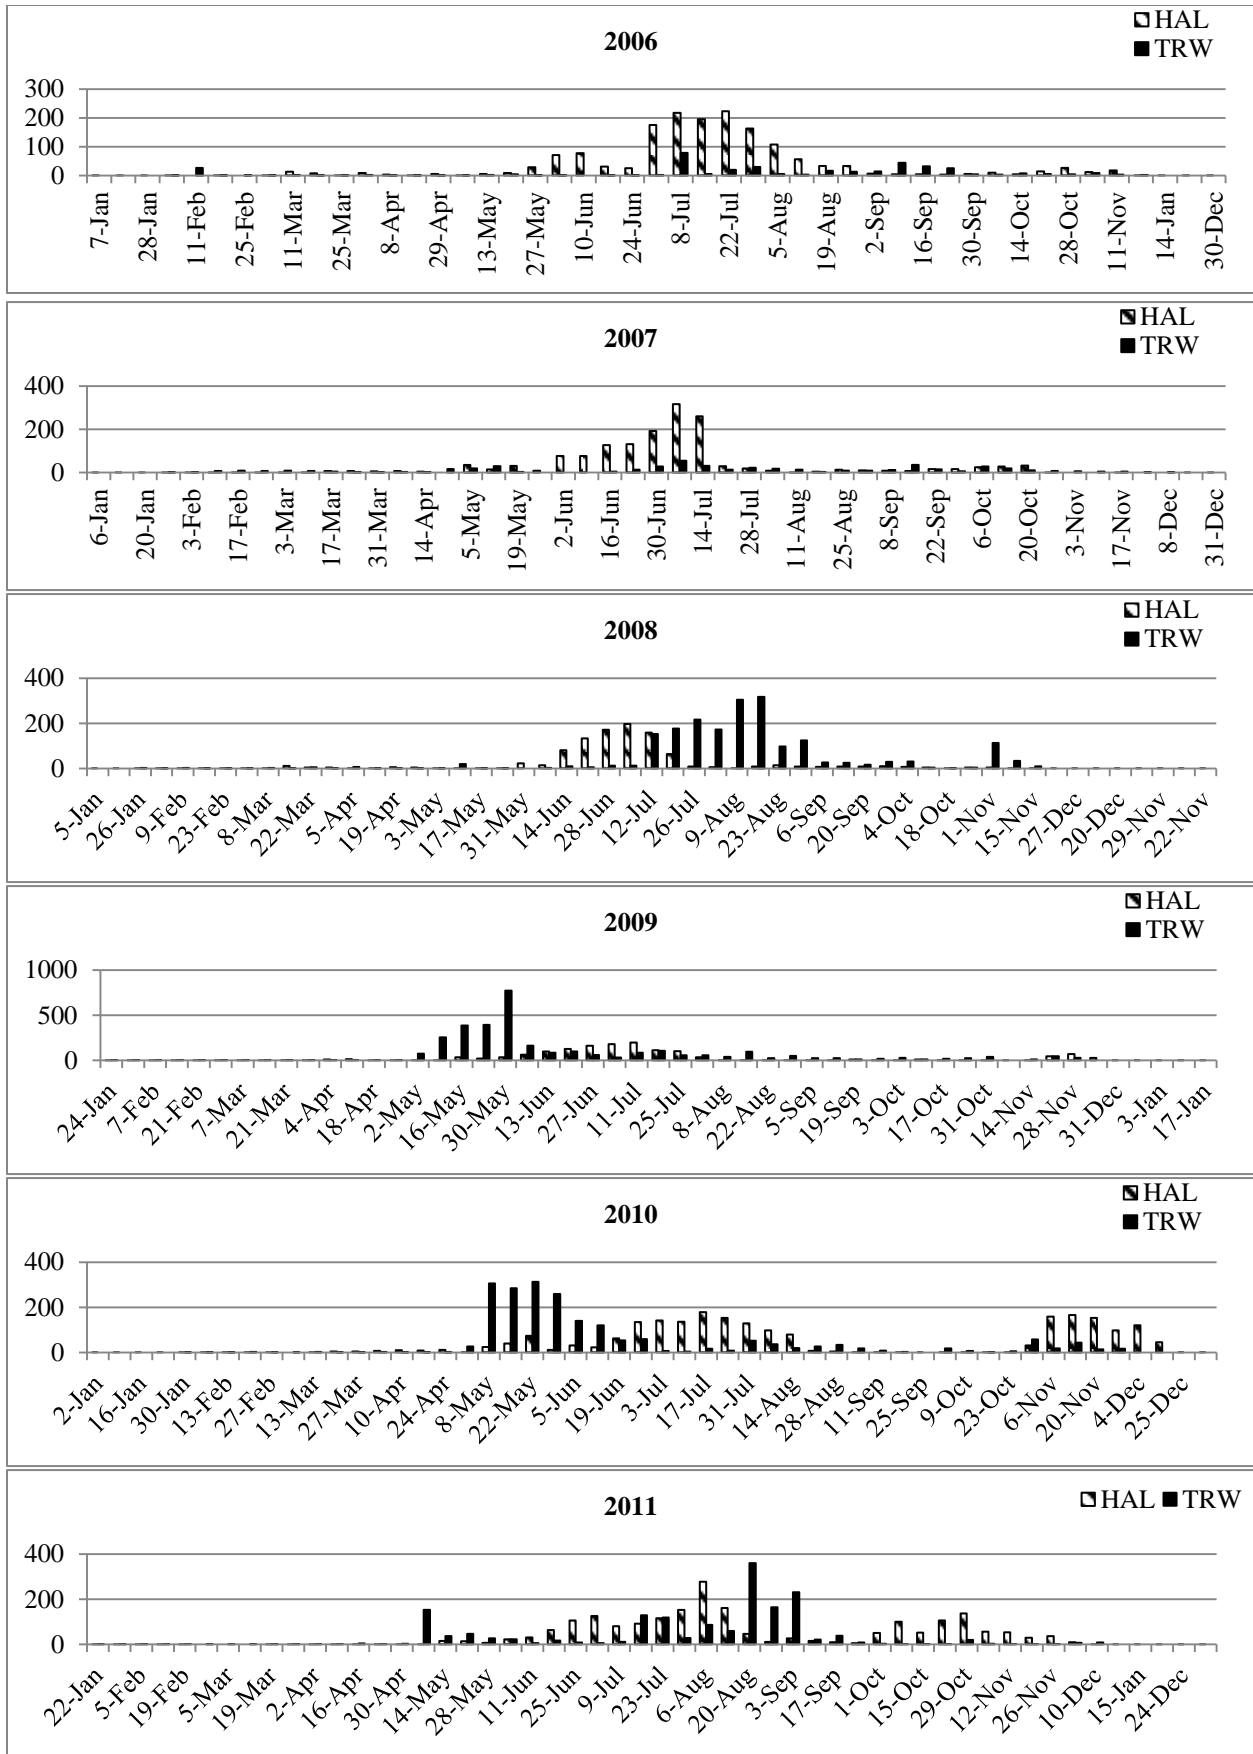 2006
HAL
TRW
300
200
100
0
7-Jan 28-Jan 11-Feb 25-Feb 11-Mar 25-Mar 8-Apr 29-Apr 13-May 27-May 10-Jun 24-Jun 8-Jul 22-Jul 5-Aug 19-Aug 2-Sep 16-Sep 30-Sep 14-Oct 28-Oct 11-Nov 14-Jan 30-Dec
2007
HAL
TRW
400
200
0
6-Jan 20-Jan 3-Feb 17-Feb 3-Mar 17-Mar 31-Mar 14-Apr 5-May 19-May 2-Jun 16-Jun 30-Jun 14-Jul 28-Jul 11-Aug 25-Aug 8-Sep 22-Sep 6-Oct 20-Oct 3-Nov 17-Nov 8-Dec 31-Dec
2008
HAL
TRW
400
200
0
5-Jan 26-Jan 9-Feb 23-Feb 8-Mar 22-Mar 5-Apr 19-Apr 3-May 17-May 31-May 14-Jun 28-Jun 12-Jul 26-Jul 9-Aug 23-Aug 6-Sep 20-Sep 4-Oct 18-Oct 1-Nov 15-Nov 27-Dec 20-Dec 29-Nov 22-Nov
2009
HAL
TRW
1000
500
0
24-Jan 7-Feb 21-Feb 7-Mar 21-Mar 4-Apr 18-Apr 2-May 16-May 30-May 13-Jun 27-Jun 11-Jul 25-Jul 8-Aug 22-Aug 5-Sep 19-Sep 3-Oct 17-Oct 31-Oct 14-Nov 28-Nov 31-Dec 3-Jan 17-Jan
2010
HAL
TRW
400
200
0
2-Jan 16-Jan 30-Jan 13-Feb 27-Feb 13-Mar 27-Mar 10-Apr 24-Apr 8-May 22-May 5-Jun 19-Jun 3-Jul 17-Jul 31-Jul 14-Aug 28-Aug 11-Sep 25-Sep 9-Oct 23-Oct 6-Nov 20-Nov 4-Dec 25-Dec
2011
HAL TRW
400
200
0
22-Jan 5-Feb 19-Feb 5-Mar 19-Mar 2-Apr 16-Apr 30-Apr 14-May 28-May 11-Jun 25-Jun 9-Jul 23-Jul 6-Aug 20-Aug 3-Sep 17-Sep 1-Oct 15-Oct 29-Oct 12-Nov 26-Nov 10-Dec 15-Jan 24-Dec